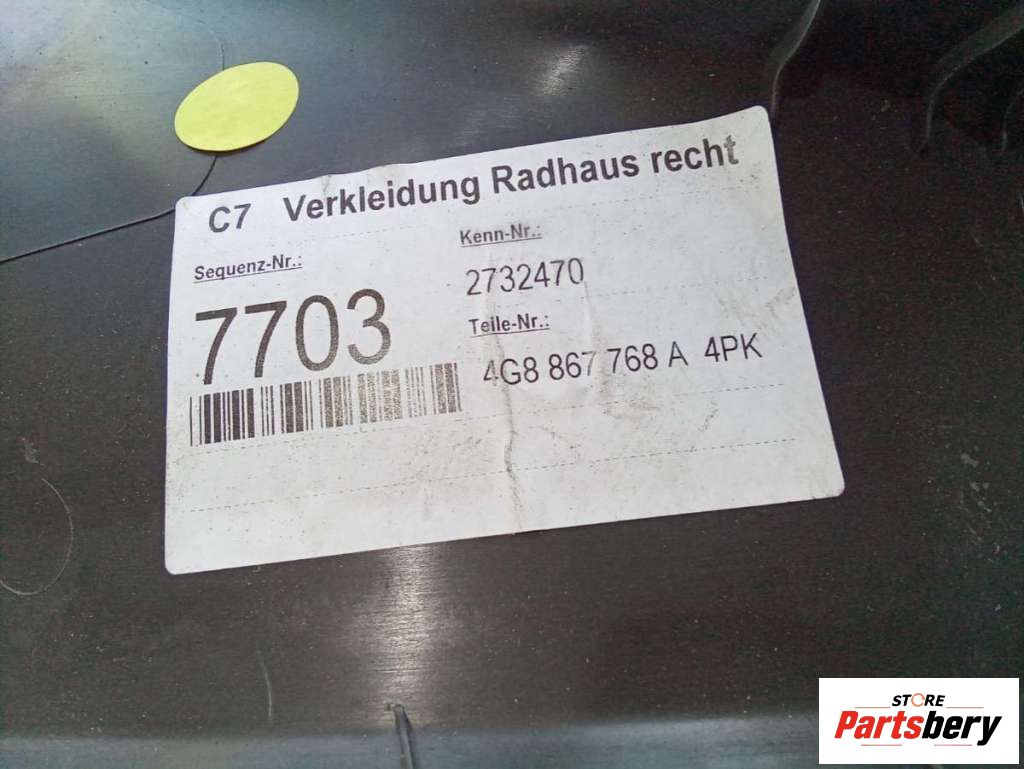 C7 Verkleidung Radhaus recht
Sequenz-Nr.:
7703
Kenn-Nr.:
2732470
Teile-Nr.:
4G8 867 768 A 4PK
STORE
Partsbery